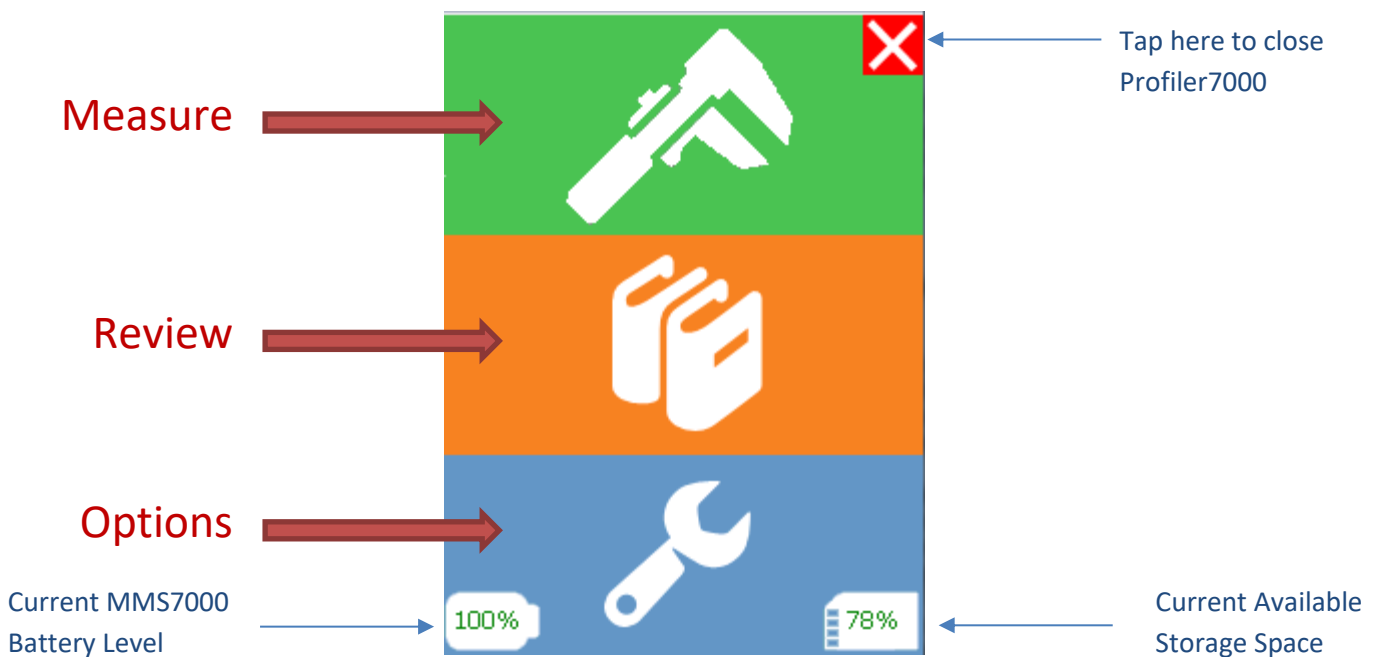 Tap here to close
Profiler7000
Measure
Review
Options
Current MMS7000
Battery Level
100%
78%
Current Available
Storage Space